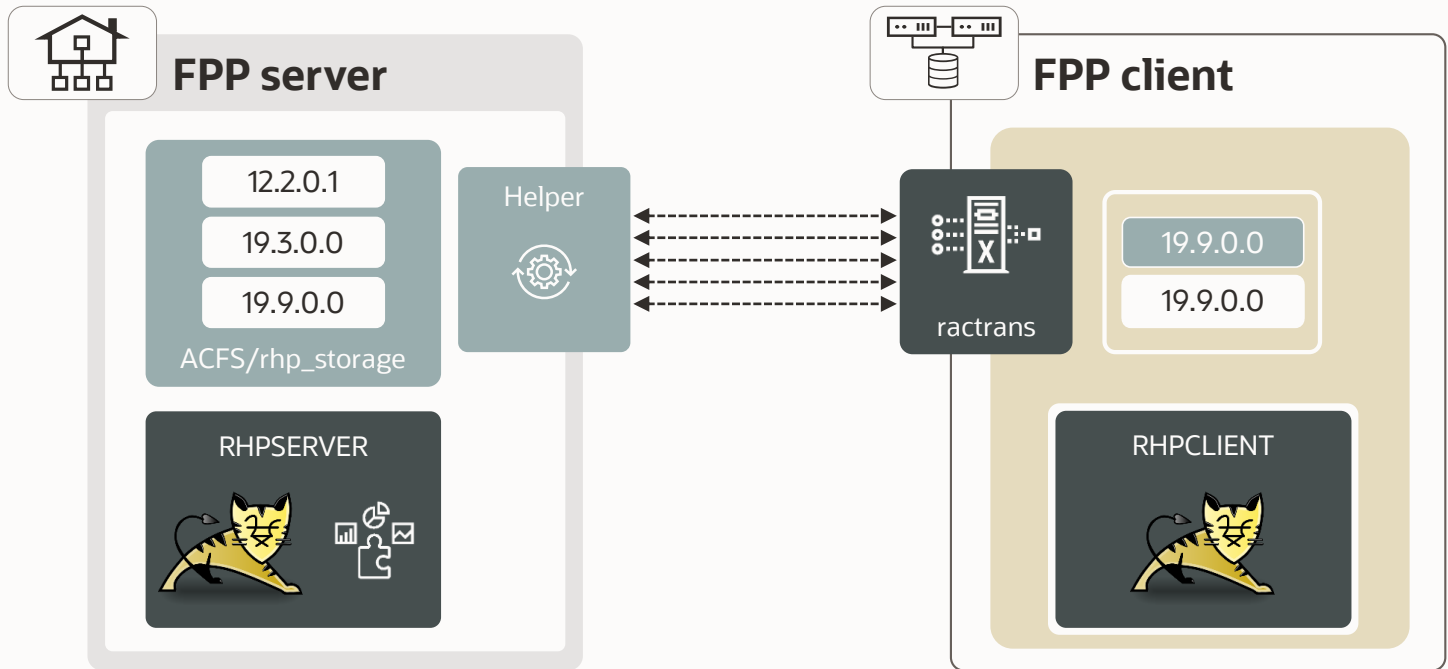 FPP server
12.2.0.1
19.3.0.0
19.9.0.0
ACFS/rhp_storage
Helper
RHPSERVER
FPP client
ractrans
X
19.9.0.0
19.9.0.0
RHPCLIENT